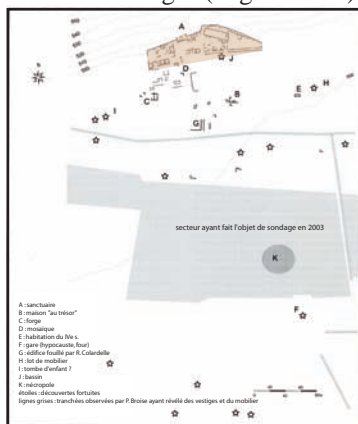 A
J
D
C
B
E
H
I
G
I
secteur ayant fait l'objet de sondage en 2003
K
F
A : sanctuaire
B : maison "au trésor"
C : forge
D : mosaïque
E : habitation du IVe s.
F : gare (hypocauste, four)
G : édifice fouillé par R. Colardelle
H : lot de mobilier
I : tombe d'enfant ?
J : bassin
K : nécropole
étoiles : découvertes fortuites
lignes grises : tranchées observées par P. Broise ayant révélé des vestiges et du mobilier